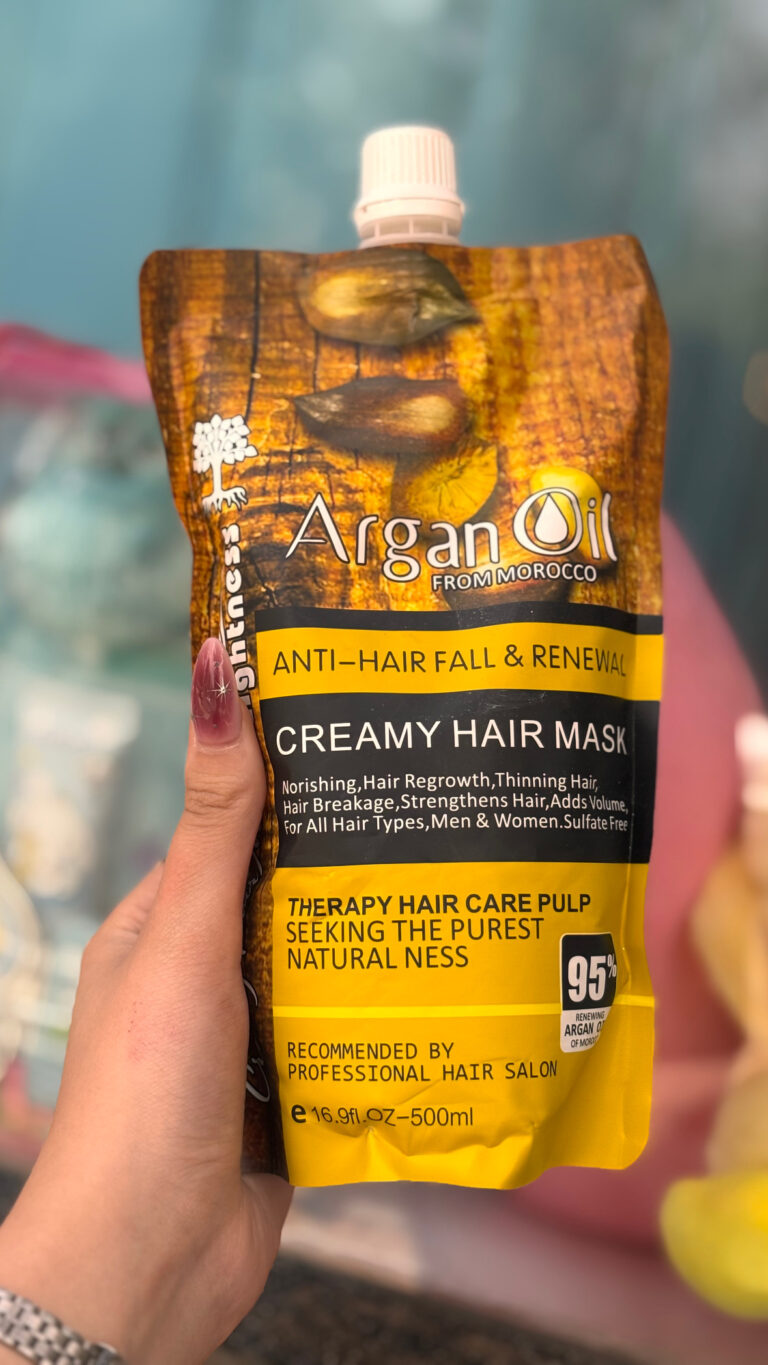 Argan Oil
FROM MOROCCO
ANTI-HAIR FALL & RENEWAL
CREAMY HAIR MASK
Norishing,Hair Regrowth,Thinning Hair,
Hair Breakage,Strengthens Hair,Adds Volume,
For All Hair Types,Men & Women.Sulfate Free
THERAPY HAIR CARE PULP
SEEKING THE PUREST
NATURAL NESS
95%
RENEWING
ARGAN
OF
RECOMMENDED BY
PROFESSIONAL HAIR SALON
e 16.9fl.OZ-500ml